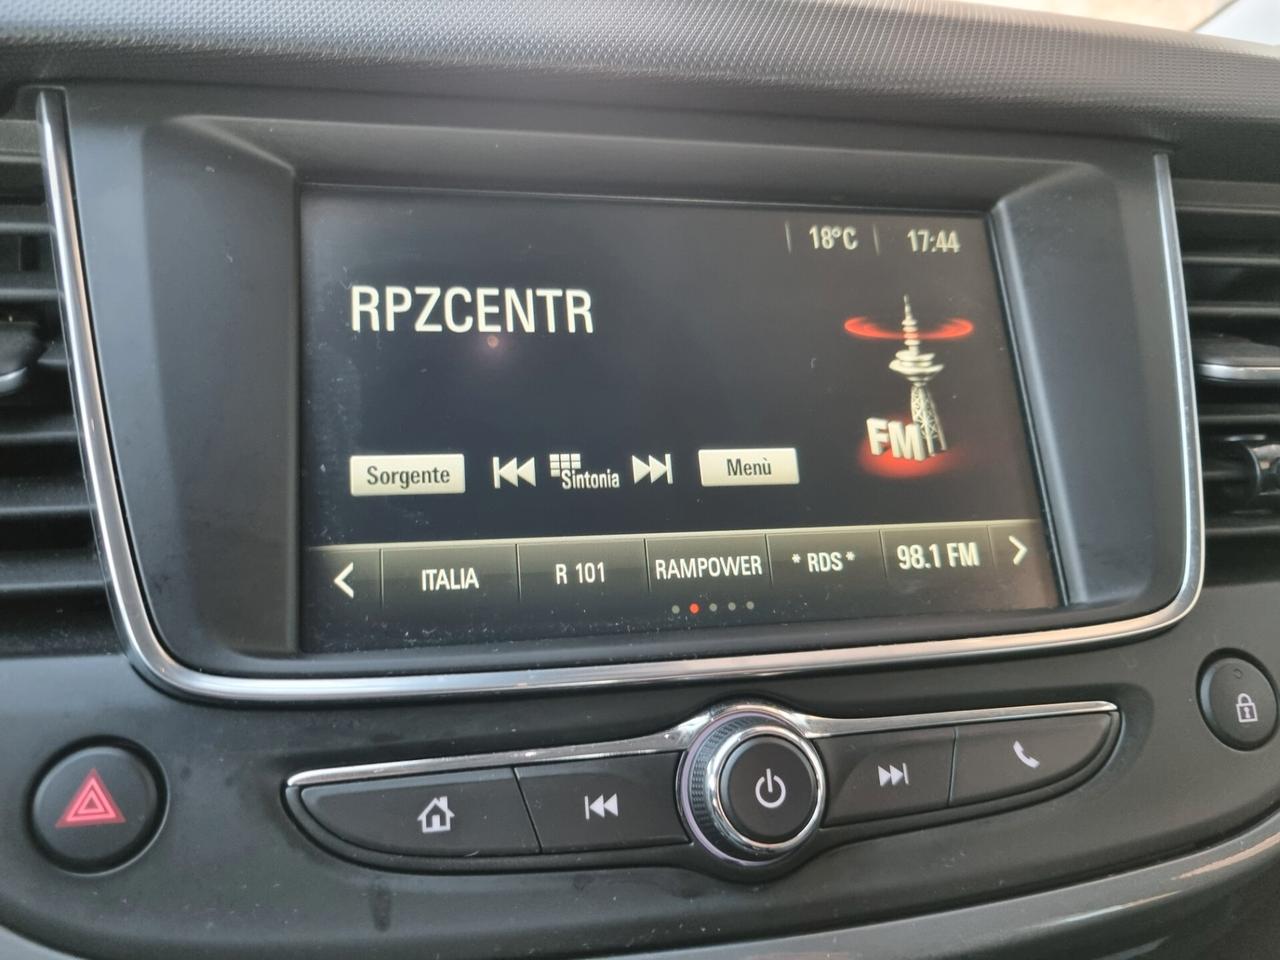 18°C 17:44
RPZCENTR
FM
Sorgente Sintonia Menù
ITALIA R 101 RAMPOWER * RDS * 98.1 FM